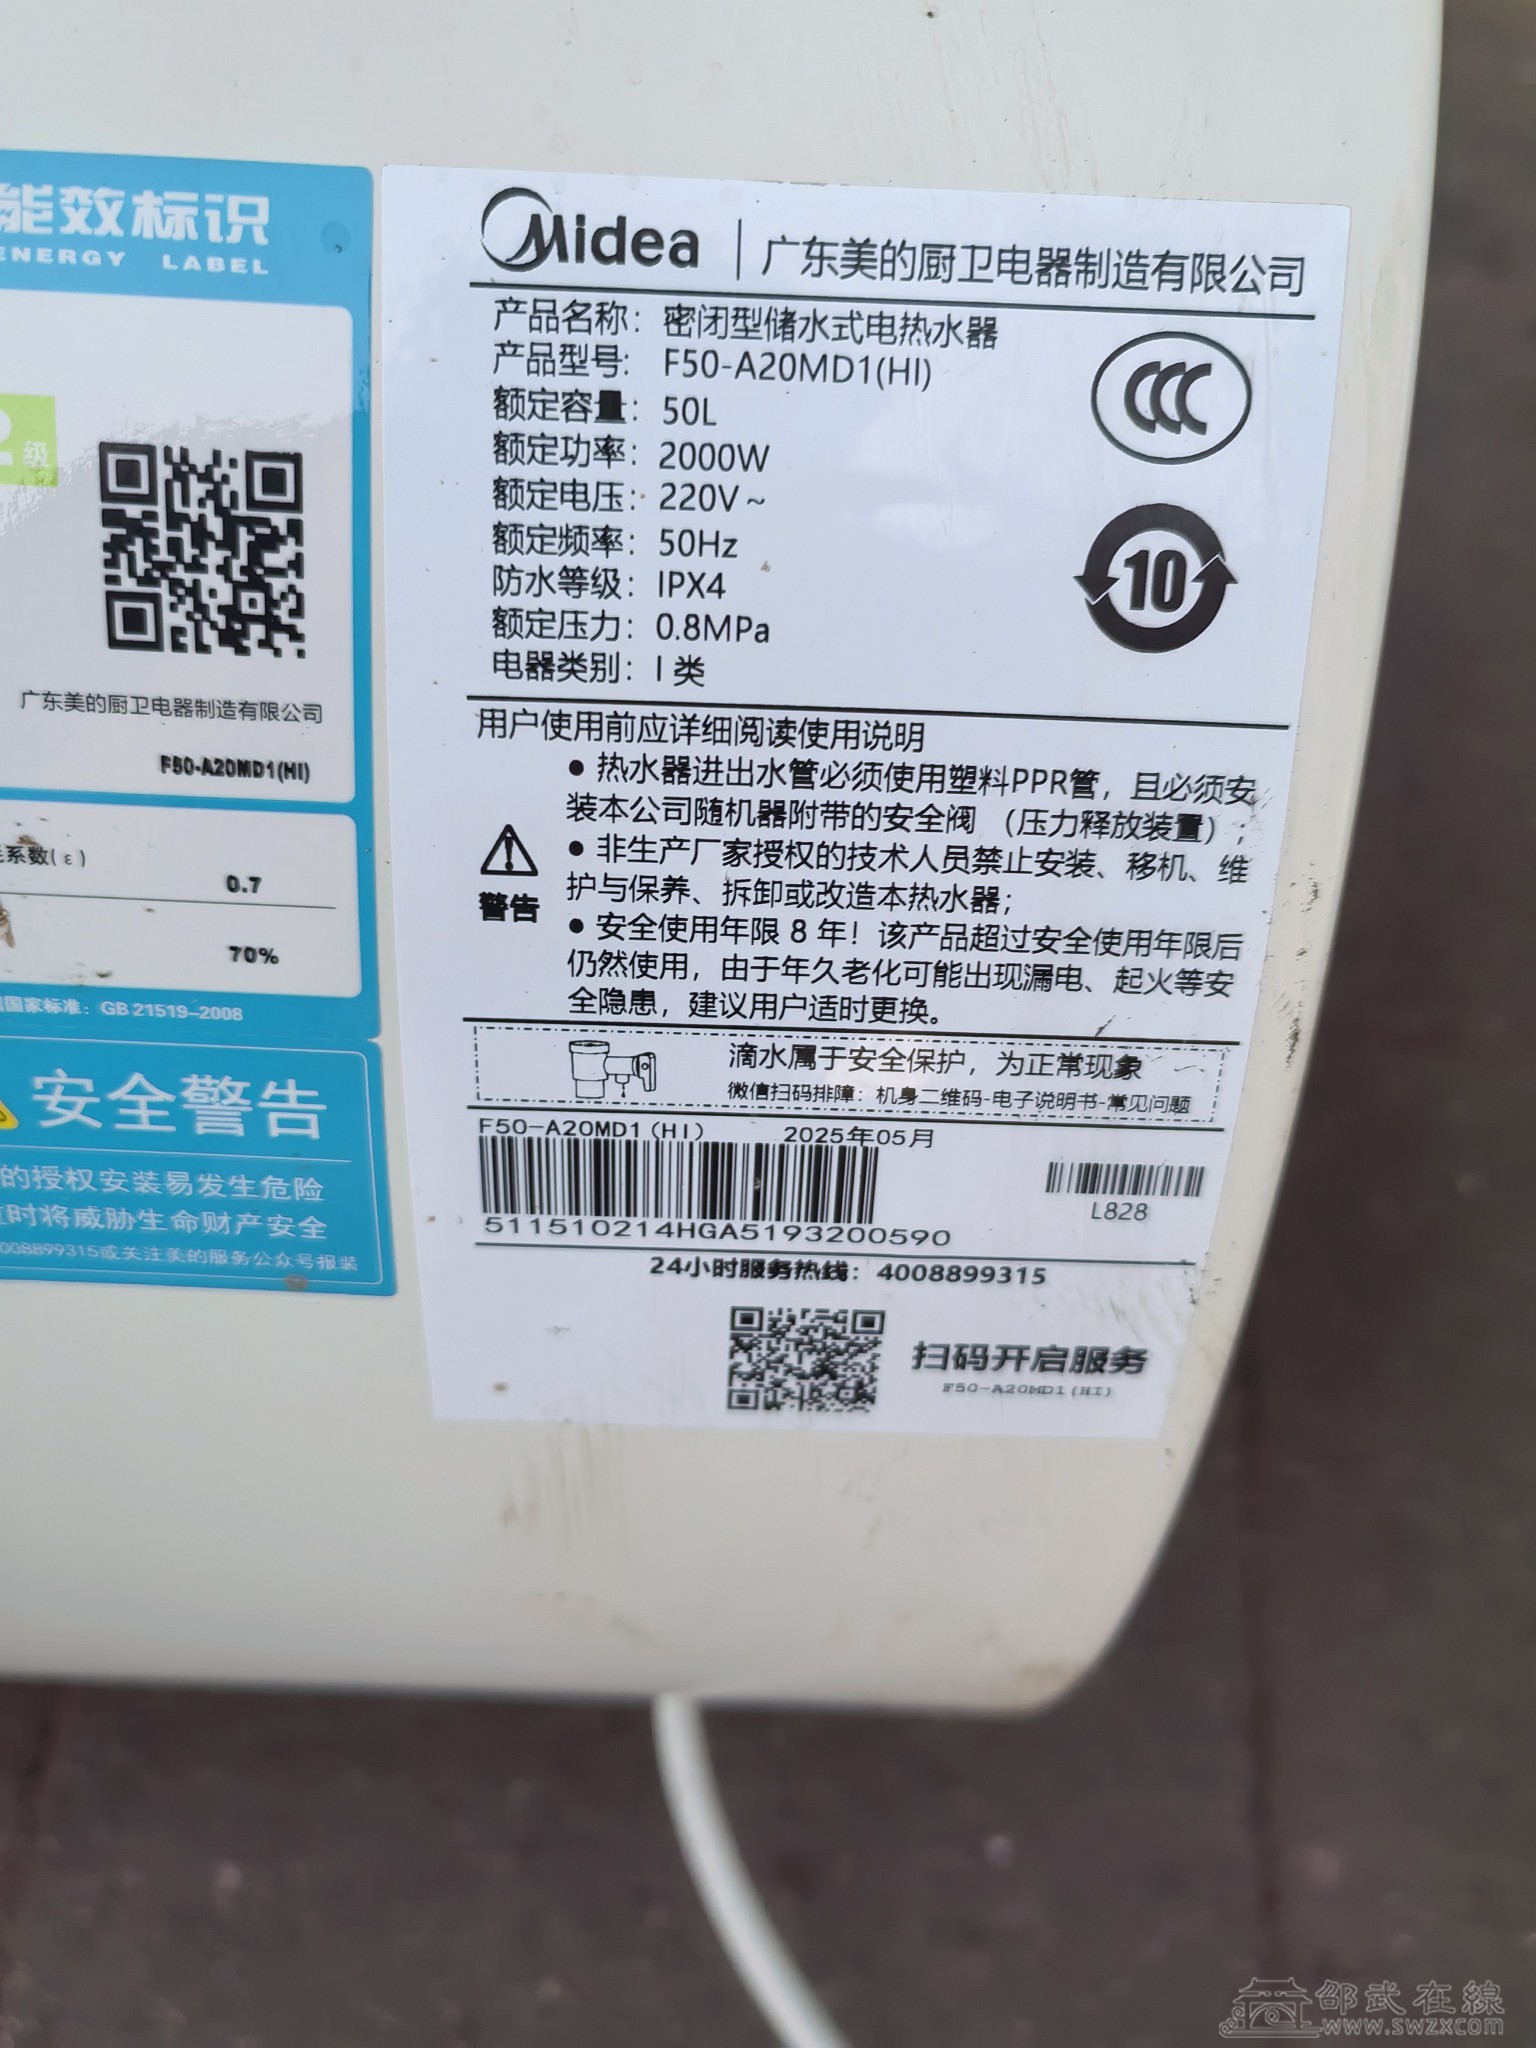 能效标识
ENERGY LABEL
2级
广东美的厨卫电器制造有限公司
F50-A20MD1(HI)
系数(ε)
0.7
70%
国家标准：GB 21519-2008
安全警告
的授权安装易发生危险
时将威胁生命财产安全
008899315或关注美的服务公众号报装
Midea 广东美的厨卫电器制造有限公司
产品名称：密闭型储水式电热水器
产品型号：F50-A20MD1(HI)
额定容量：50L
额定功率：2000W
额定电压：220V~
额定频率：50Hz
防水等级：IPX4
额定压力：0.8MPa
电器类别：I 类
CCC
10
用户使用前应详细阅读使用说明
警告
● 热水器进出水管必须使用塑料PPR管，且必须安
装本公司随机器附带的安全阀 （压力释放装置）；
● 非生产厂家授权的技术人员禁止安装、移机、维
护与保养、拆卸或改造本热水器；
● 安全使用年限 8 年！该产品超过安全使用年限后
仍然使用，由于年久老化可能出现漏电、起火等安
全隐患，建议用户适时更换。
滴水属于安全保护，为正常现象
微信扫码排障：机身二维码-电子说明书-常见问题
F50-A20MD1(HI) 2025年05月
511510214HGA5193200590
L828
24小时服务热线：4008899315
扫码开启服务
F50-A20MD1(HI)
邵武在線
www.swzx.com